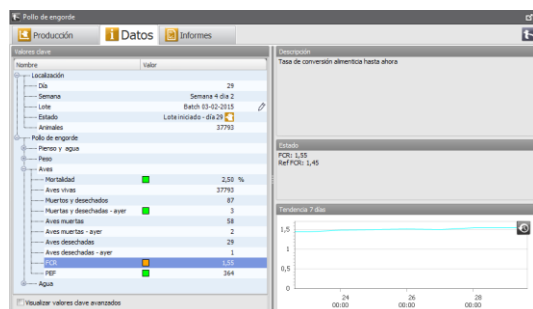 Pollo de engorde
Producción
Datos
Informes
Valores clave
Nombre Valor
Localización
Día 29
Semana Semana 4 día 2
Lote Batch 03-02-2015
Estado Lote iniciado - día 29
Animales 37793
Pollo de engorde
Pienso y agua
Peso
Aves
Mortalidad 2,50 %
Aves vivas 37793
Muertos y desechados 87
Muertas y desechadas - ayer 3
Aves muertas 58
Aves muertas - ayer 2
Aves desechadas 29
Aves desechadas - ayer 1
FCR 1,55
PEF 364
Agua
Visualizar valores clave avanzados
Descripción
Tasa de conversión alimenticia hasta ahora
Estado
FCR: 1,55
Ref FCR: 1,45
Tendencia 7 días
1,5
1
0,5
0
24 26 28
00:00 00:00 00:00